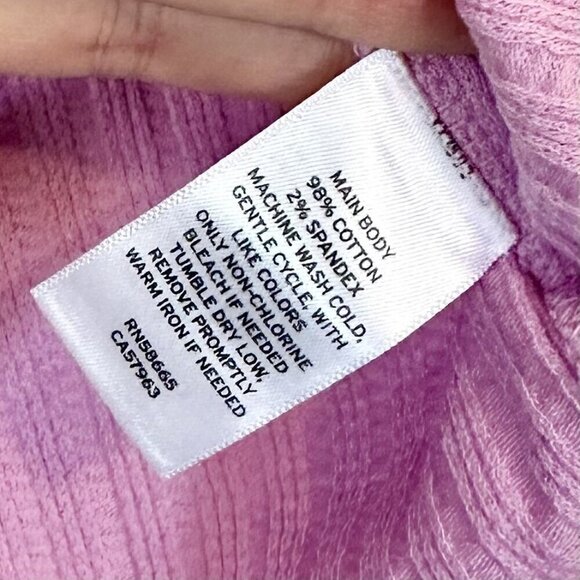 MAIN BODY
98% COTTON
2% SPANDEX
MACHINE WASH COLD,
GENTLE CYCLE, WITH
LIKE COLORS
ONLY NON-CHLORINE
BLEACH IF NEEDED
TUMBLE DRY LOW,
REMOVE PROMPTLY
WARM IRON IF NEEDED
RN58665
CA57963